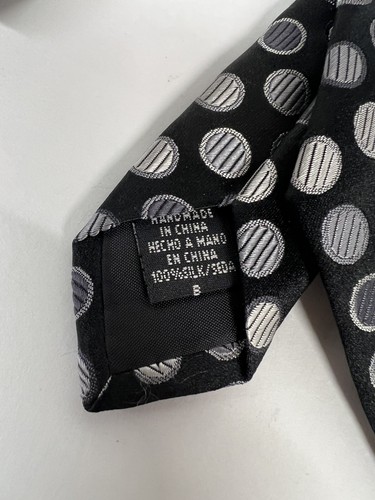 HANDMADE
IN CHINA
HECHO A MANO
EN CHINA
100%SILK/SEDA
B